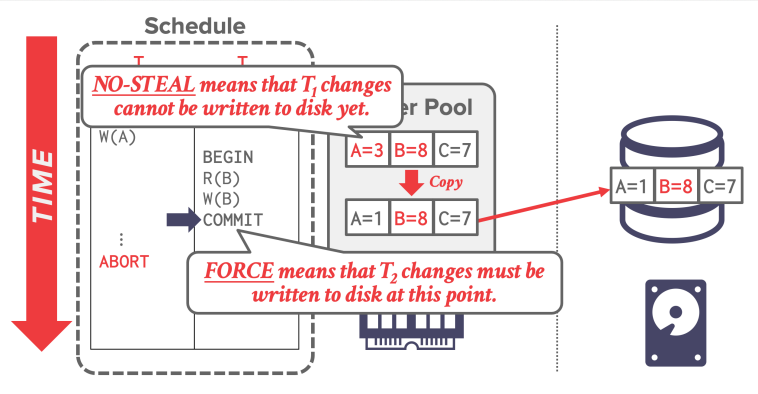 Schedule
T T
NO-STEAL means that T1 changes
cannot be written to disk yet.
er Pool
W(A)
A=3 B=8 C=7
BEGIN
R(B)
W(B)
COMMIT
Copy
A=1 B=8 C=7
A=1 B=8 C=7
TIME
⋮
ABORT
FORCE means that T2 changes must be
written to disk at this point.